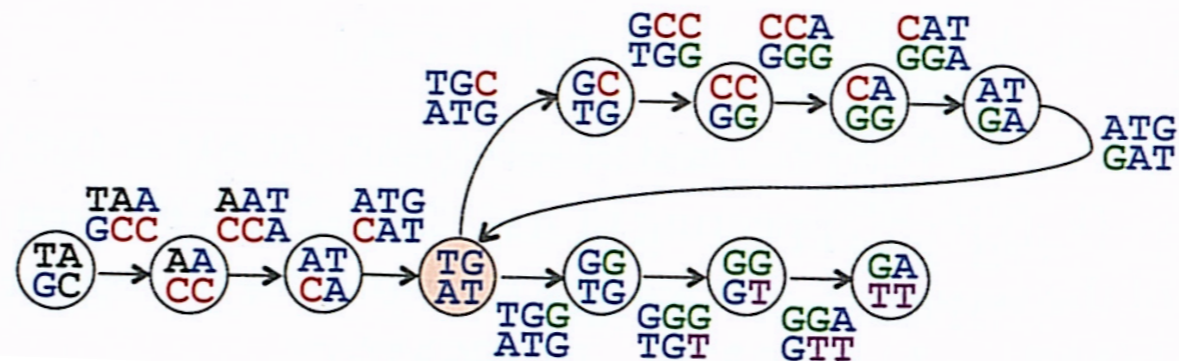 GCC
TGG
CCA
GGG
CAT
GGA
TGC
ATG
GC
TG
CC
GG
CA
GG
AT
GA
ATG
GAT
TAA
GCC
AAT
CCA
ATG
CAT
TA
GC
AA
CC
AT
CA
TG
AT
GG
TG
GG
GT
GA
TT
TGG
ATG
GGG
TGT
GGA
GTT